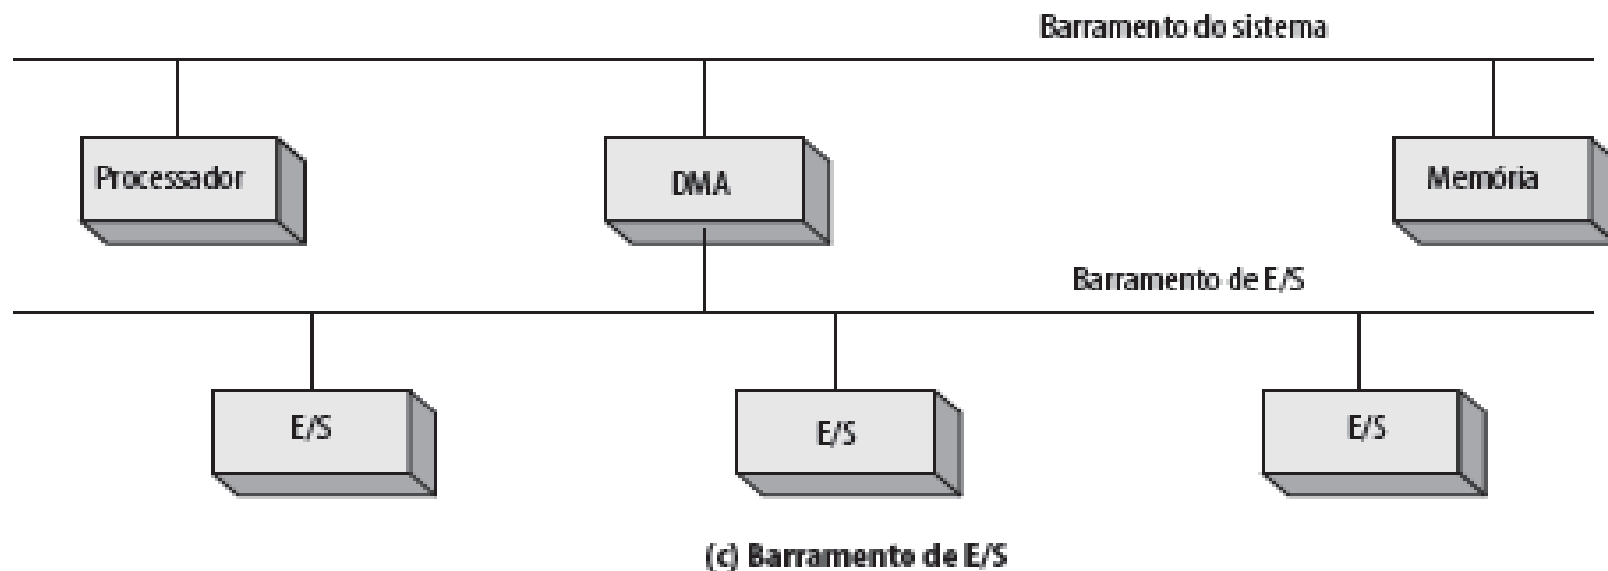 Barramento do sistema
Processador
DMA
Memória
Barramento de E/S
E/S
E/S
E/S
(c) Barramento de E/S